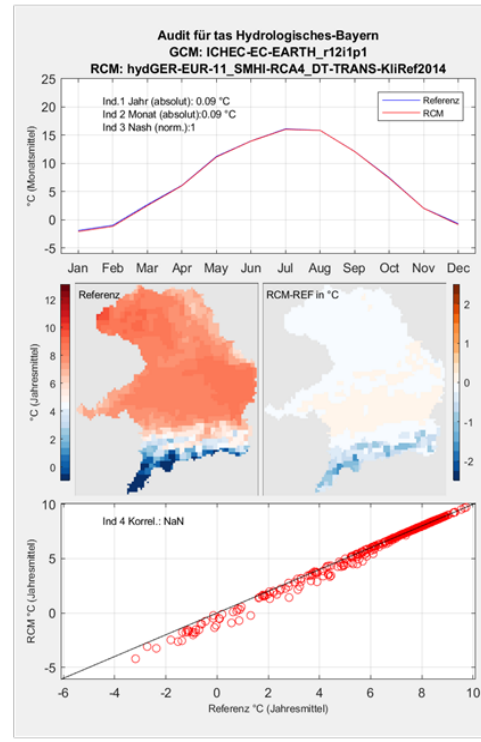 Audit für tas Hydrologisches-Bayern
GCM: ICHEC-EC-EARTH_r12i1p1
RCM: hydGER-EUR-11_SMHI-RCA4_DT-TRANS-KliRef2014
Ind.1 Jahr (absolut): 0.09 °C
Ind 2 Monat (absolut):0.09 °C
Ind 3 Nash (norm.):1
Referenz
RCM
°C (Monatsmittel)
25
20
15
10
5
0
-5
Jan Feb Mar Apr May Jun Jul Aug Sep Oct Nov Dec
Referenz
RCM-REF in °C
°C (Jahresmittel)
12
10
8
6
4
2
0
2
1
0
-1
-2
Ind 4 Korrel.: NaN
RCM °C (Jahresmittel)
10
5
0
-5
-6 -4 -2 0 2 4 6 8 10
Referenz °C (Jahresmittel)